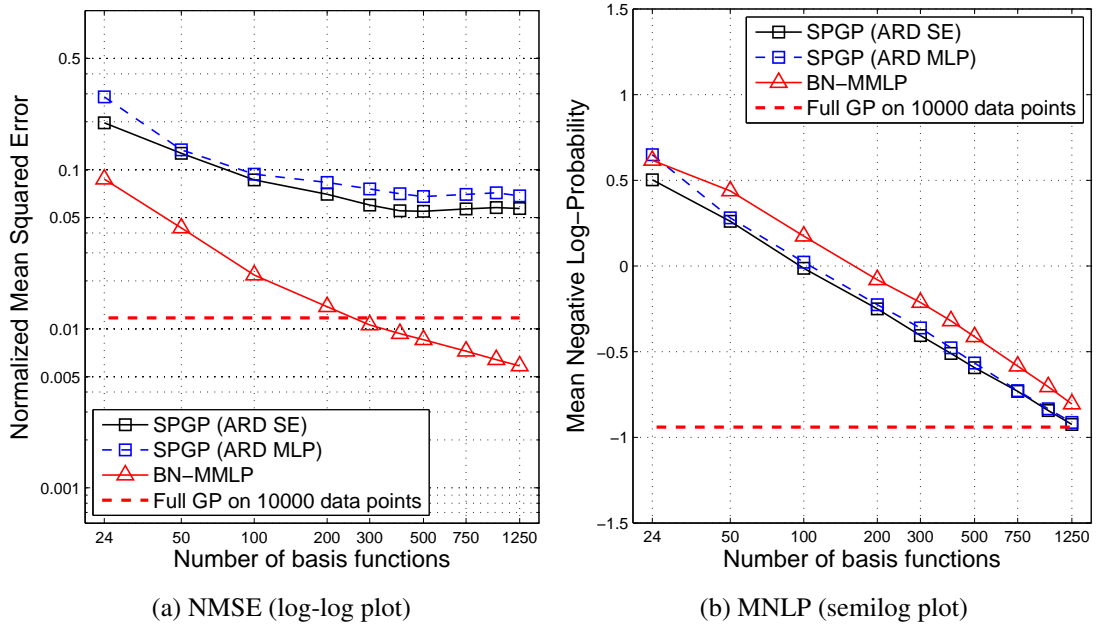 Normalized Mean Squared Error
0.5
0.1
0.05
0.01
0.005
0.001
SPGP (ARD SE)
SPGP (ARD MLP)
BN−MMLP
Full GP on 10000 data points
24 50 100 200 300 500 750 1250
Number of basis functions
(a) NMSE (log-log plot)
Mean Negative Log−Probability
1.5
1
0.5
0
−0.5
−1
−1.5
SPGP (ARD SE)
SPGP (ARD MLP)
BN−MMLP
Full GP on 10000 data points
24 50 100 200 300 500 750 1250
Number of basis functions
(b) MNLP (semilog plot)